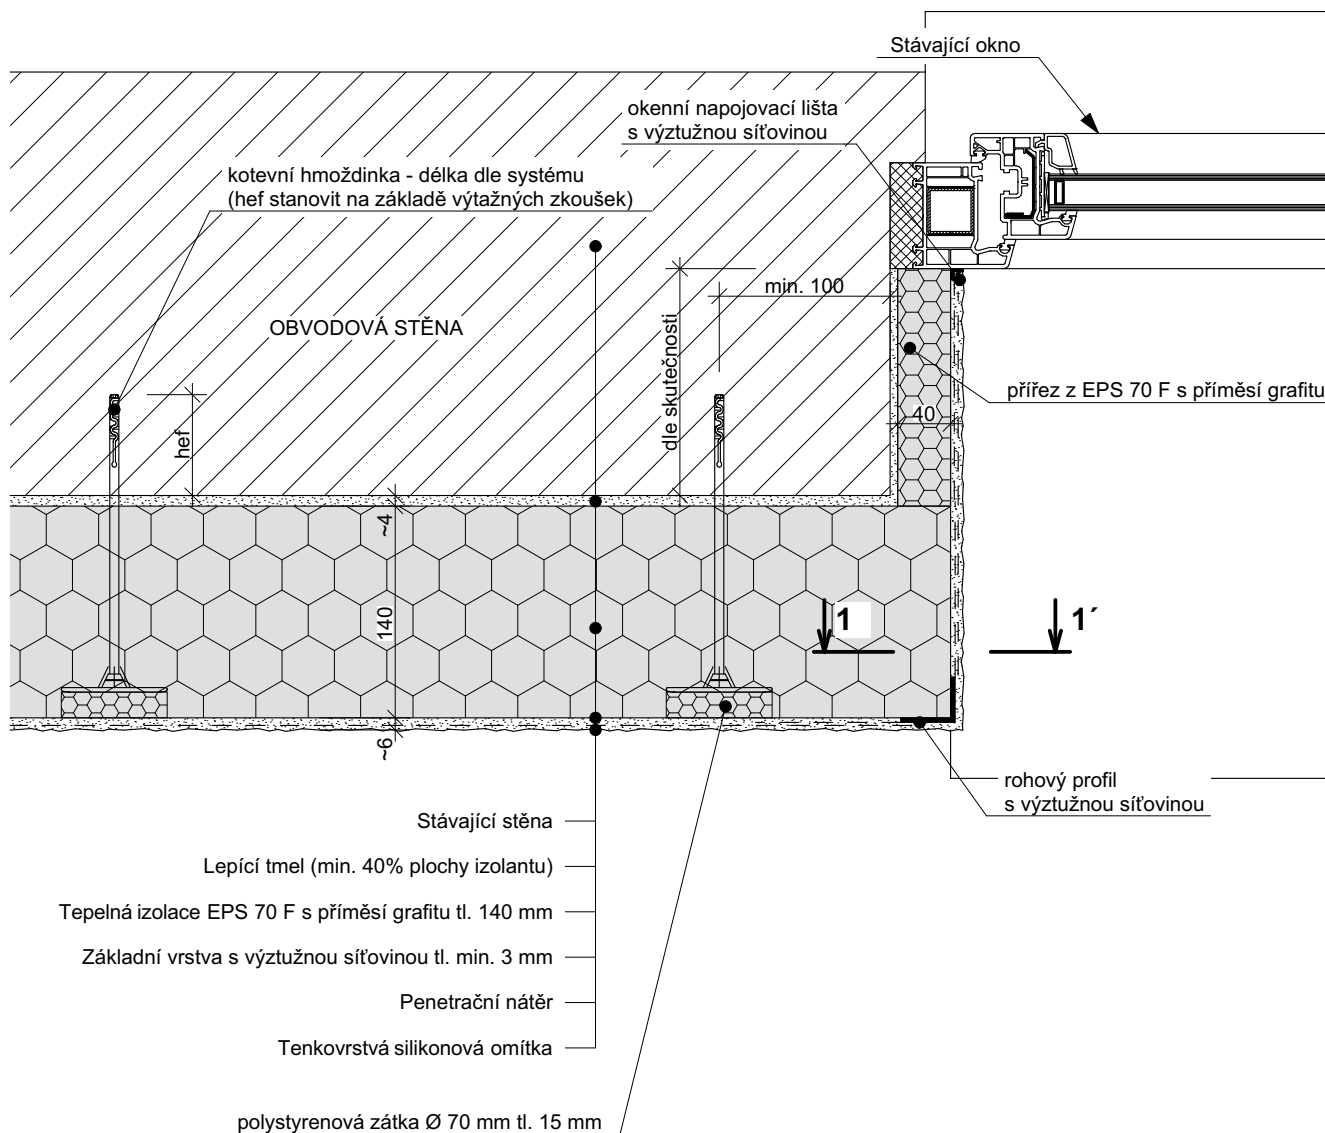 Stávající okno
okenní napojovací lišta
s výztužnou síťovinou
kotevní hmoždinka - délka dle systému
(hef stanovit na základě výtažných zkoušek)
min. 100
OBVODOVÁ STĚNA
dle skutečnosti
přířez z EPS 70 F s příměsí grafitu
40
hef
~4
140
1
1´
~6
rohový profil
s výztužnou síťovinou
Stávající stěna
Lepící tmel (min. 40% plochy izolantu)
Tepelná izolace EPS 70 F s příměsí grafitu tl. 140 mm
Základní vrstva s výztužnou síťovinou tl. min. 3 mm
Penetrační nátěr
Tenkovrstvá silikonová omítka
polystyrenová zátka Ø 70 mm tl. 15 mm